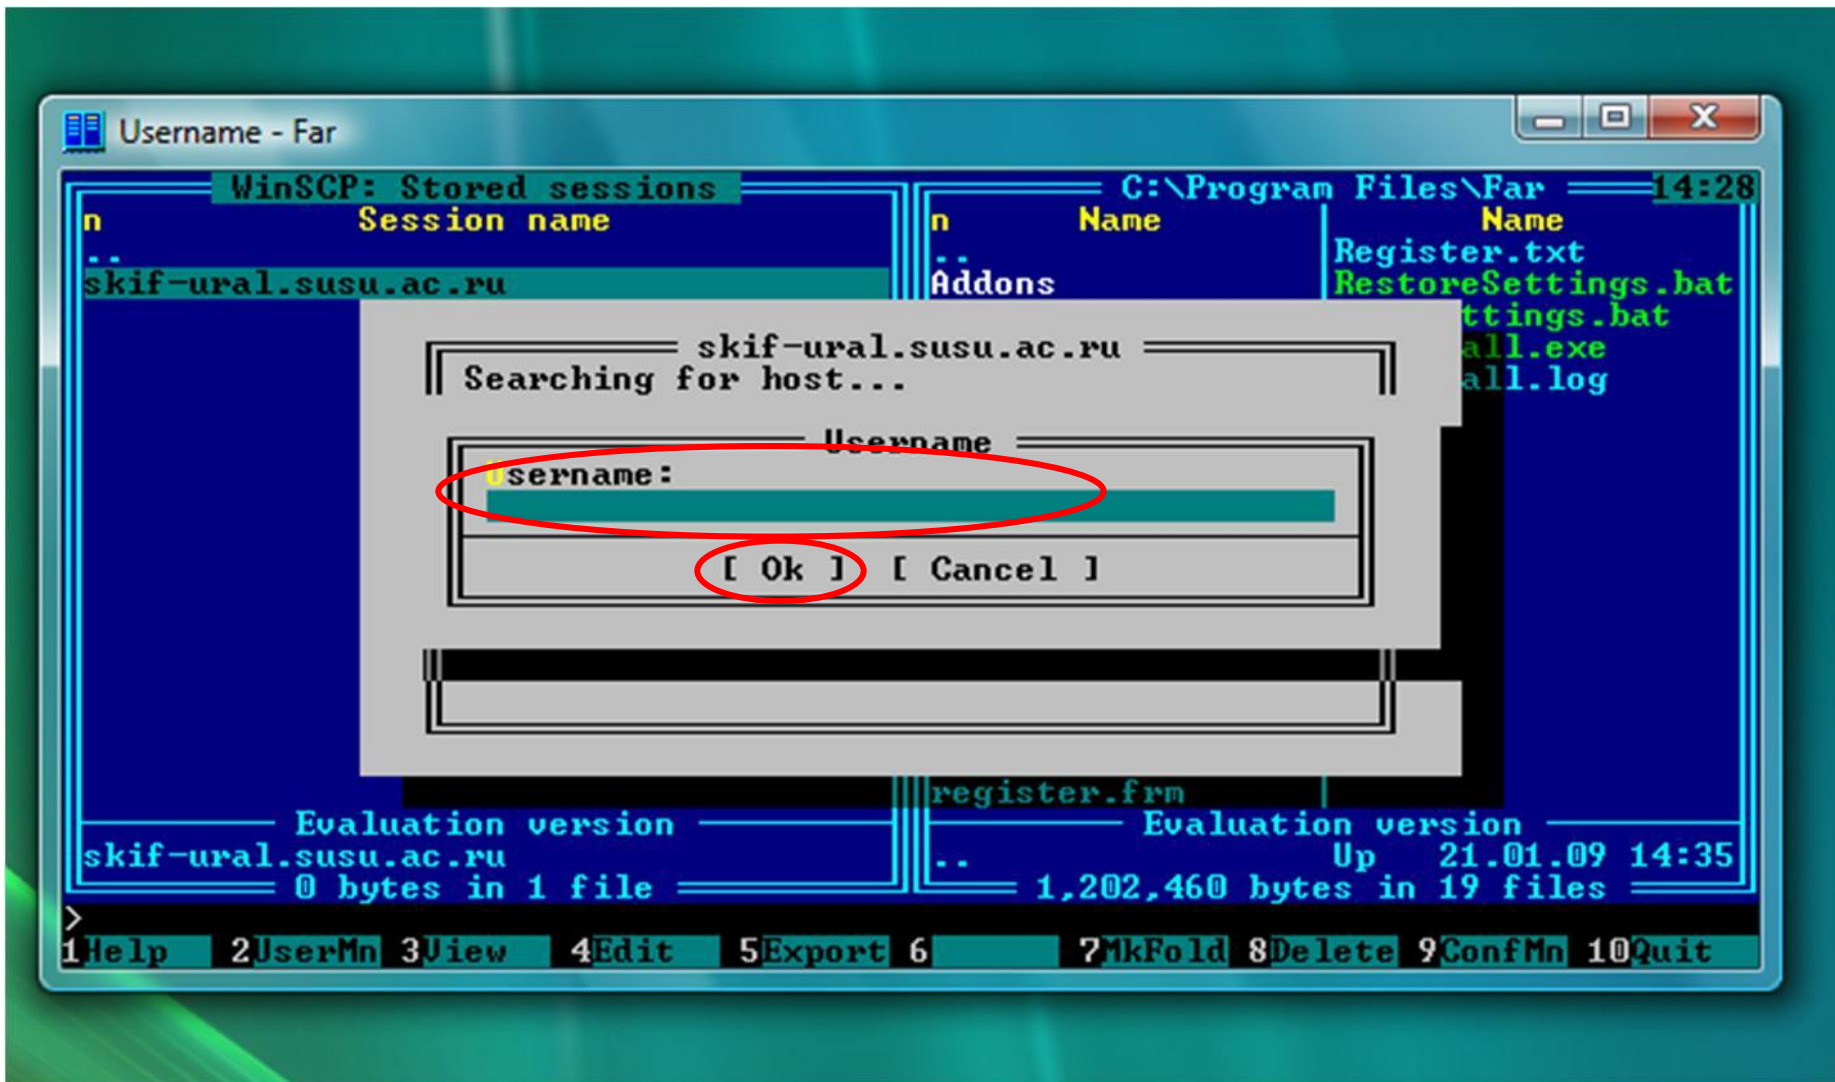 Username - Far
WinSCP: Stored sessions
n Session name
..
skif-ural.susu.ac.ru
C:\Program Files\Far 14:28
n Name Name
.. Register.txt
Addons RestoreSettings.bat
ttings.bat
all.exe
all.log
skif-ural.susu.ac.ru
Searching for host...
Username
Username:
[ Ok ] [ Cancel ]
register.frm
Evaluation version
skif-ural.susu.ac.ru
0 bytes in 1 file
Evaluation version
.. Up 21.01.09 14:35
1,202,460 bytes in 19 files
>
1Help 2UserMn 3View 4Edit 5Export 6 7MkFold 8Delete 9ConfMn 10Quit